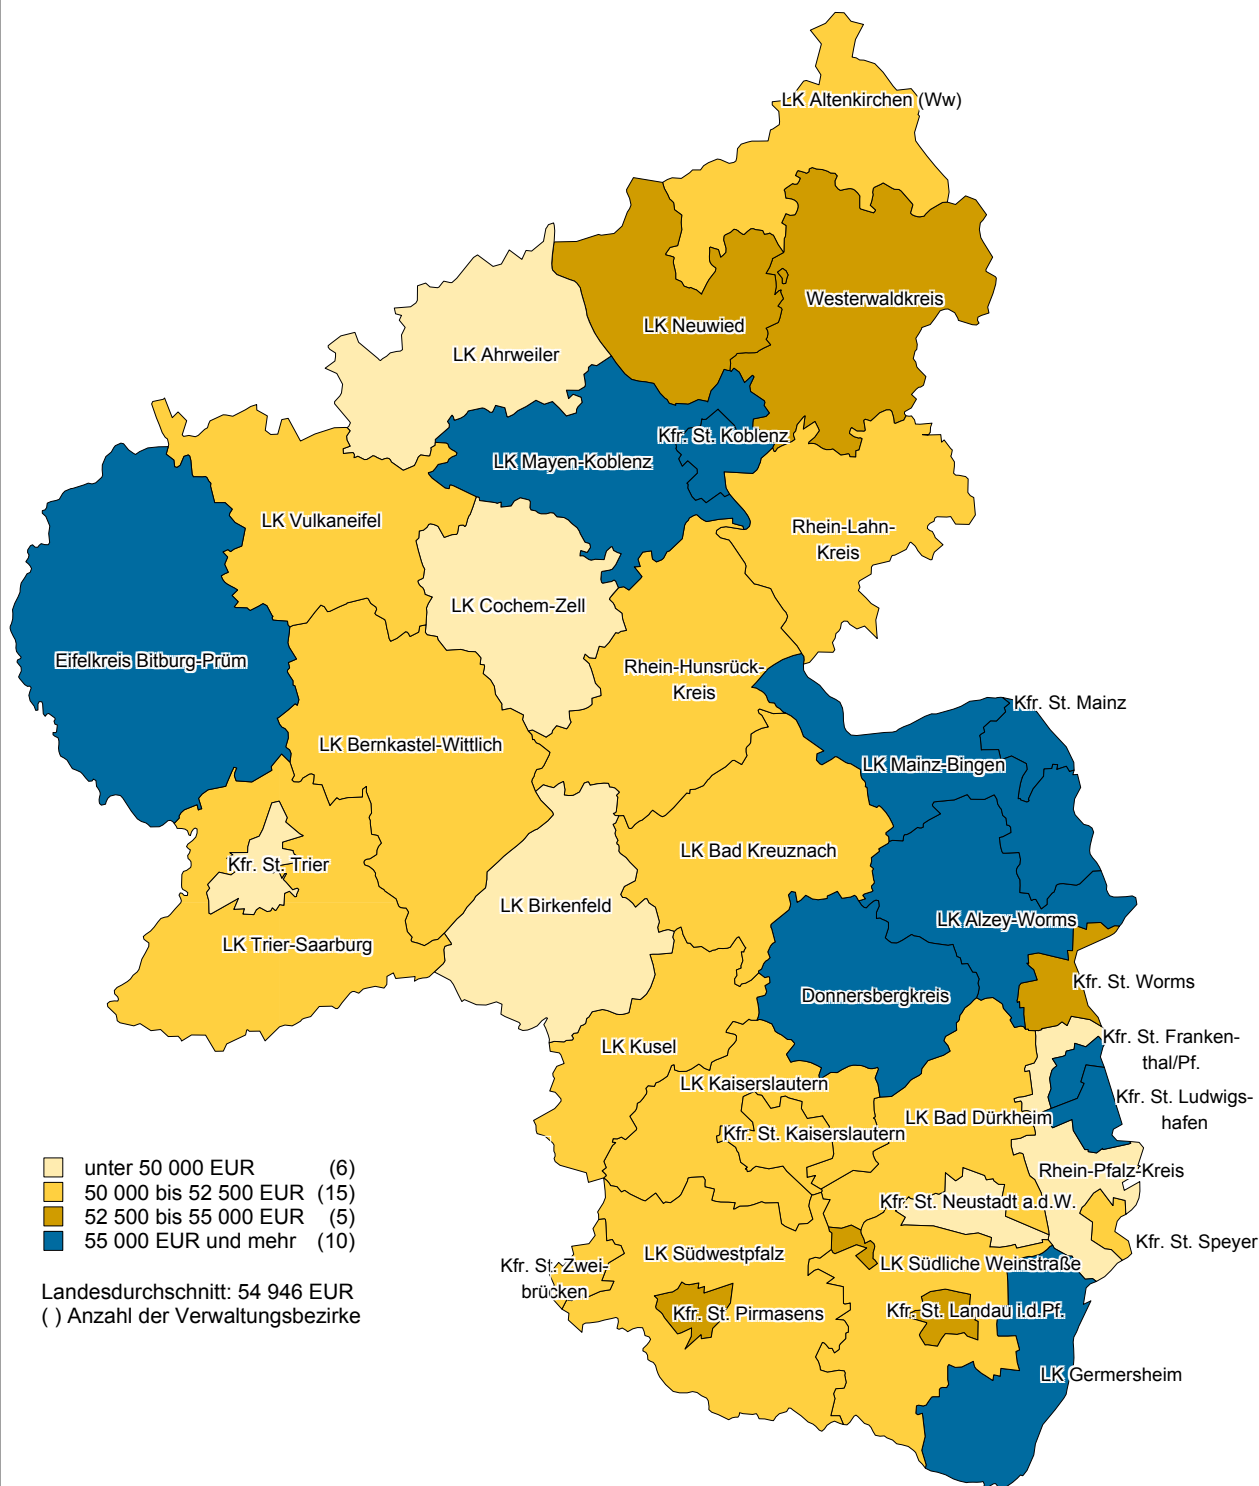 LK Altenkirchen (Ww)
Westerwaldkreis
LK Neuwied
LK Ahrweiler
Kfr. St. Koblenz
LK Mayen-Koblenz
LK Vulkaneifel
Rhein-Lahn-
Kreis
LK Cochem-Zell
Eifelkreis Bitburg-Prüm
Rhein-Hunsrück-
Kreis
Kfr. St. Mainz
LK Bernkastel-Wittlich
LK Mainz-Bingen
LK Bad Kreuznach
Kfr. St. Trier
LK Birkenfeld
LK Alzey-Worms
LK Trier-Saarburg
Kfr. St. Worms
Donnersbergkreis
Kfr. St. Franken-
thal/Pf.
LK Kusel
LK Kaiserslautern
Kfr. St. Ludwigs-
hafen
LK Bad Dürkheim
Kfr. St. Kaiserslautern
Rhein-Pfalz-Kreis
Kfr. St. Neustadt a.d.W.
Kfr. St. Speyer
LK Südwestpfalz
LK Südliche Weinstraße
Kfr. St. Zwei-
brücken
Kfr. St. Pirmasens
Kfr. St. Landau i.d.Pf.
LK Germersheim
unter 50 000 EUR (6)
50 000 bis 52 500 EUR (15)
52 500 bis 55 000 EUR (5)
55 000 EUR und mehr (10)
Landesdurchschnitt: 54 946 EUR
( ) Anzahl der Verwaltungsbezirke